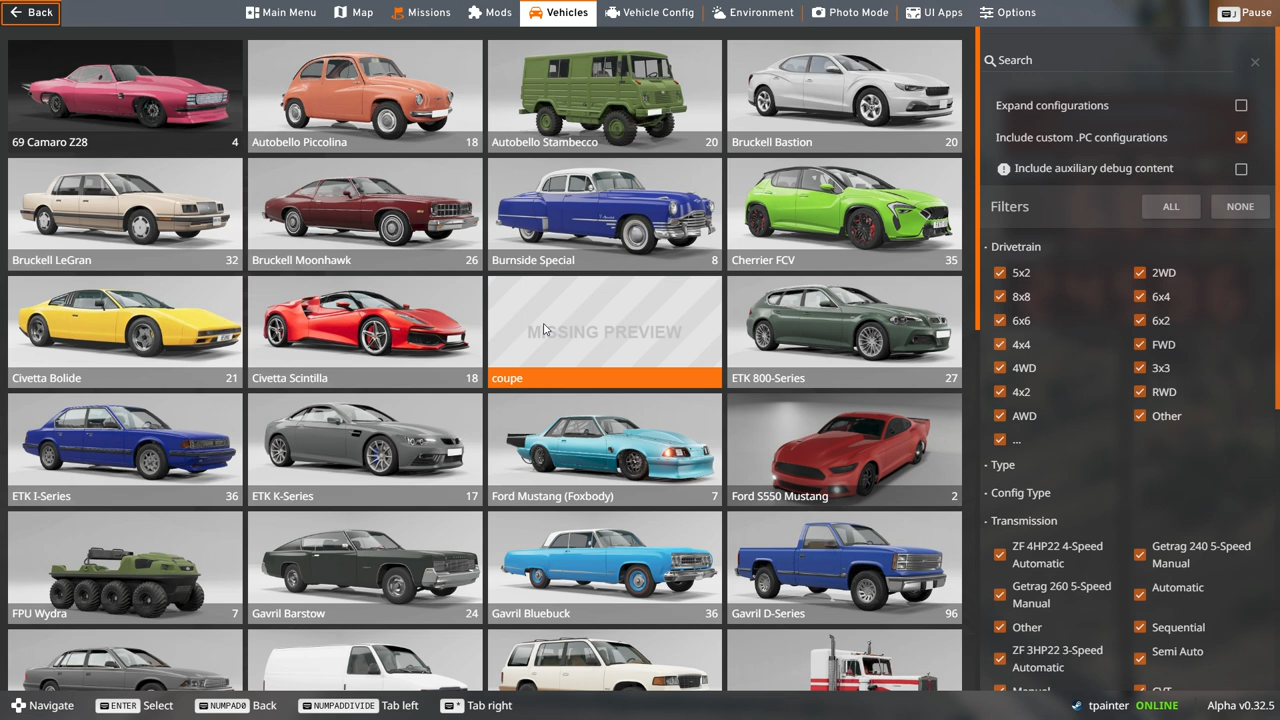 Back
Main Menu
Map
Missions
Mods
Vehicles
Vehicle Config
Environment
Photo Mode
UI Apps
Options
J
Pause
69 Camaro Z28 4
Autobello Piccolina 18
Autobello Stambecco 20
Bruckell Bastion 20
Bruckell LeGran 32
Bruckell Moonhawk 26
Burnside Special 8
Cherrier FCV 35
Civetta Bolide 21
Civetta Scintilla 18
MISSING PREVIEW
coupe
ETK 800-Series 27
ETK I-Series 36
ETK K-Series 17
Ford Mustang (Foxbody) 7
Ford S550 Mustang 2
FPU Wydra 7
Gavril Barstow 24
Gavril Bluebuck 36
Gavril D-Series 96
Search
Expand configurations
Include custom .PC configurations
Include auxiliary debug content
Filters
ALL
NONE
- Drivetrain
5x2
2WD
8x8
6x4
6x6
6x2
4x4
FWD
4WD
3x3
4x2
RWD
AWD
Other
...
- Type
- Config Type
- Transmission
ZF 4HP22 4-Speed
Automatic
Getrag 240 5-Speed
Manual
Getrag 260 5-Speed
Manual
Automatic
Other
Sequential
ZF 3HP22 3-Speed
Automatic
Semi Auto
Manual
CVT
Navigate
ENTER Select
NUMPAD0 Back
NUMPADDIVIDE Tab left
* Tab right
tpainter ONLINE
Alpha v0.32.5